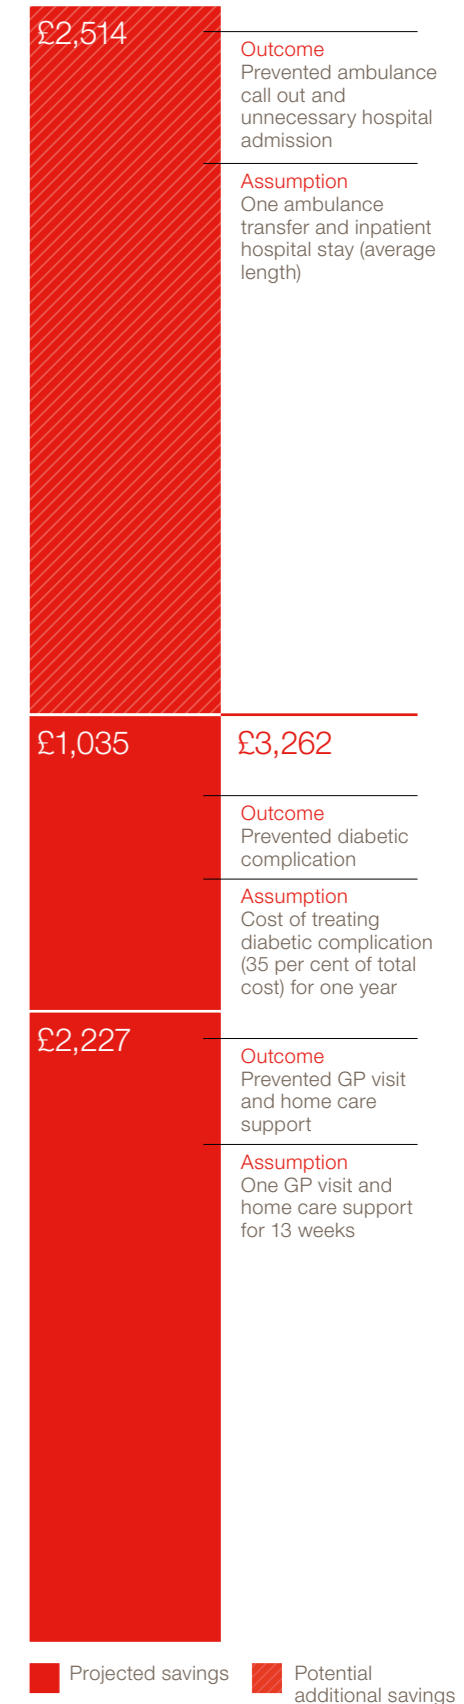 £2,514
Outcome
Prevented ambulance
call out and
unnecessary hospital
admission
Assumption
One ambulance
transfer and inpatient
hospital stay (average
length)
£1,035
£3,262
Outcome
Prevented diabetic
complication
Assumption
Cost of treating
diabetic complication
(35 per cent of total
cost) for one year
£2,227
Outcome
Prevented GP visit
and home care
support
Assumption
One GP visit and
home care support
for 13 weeks
Projected savings
Potential
additional savings